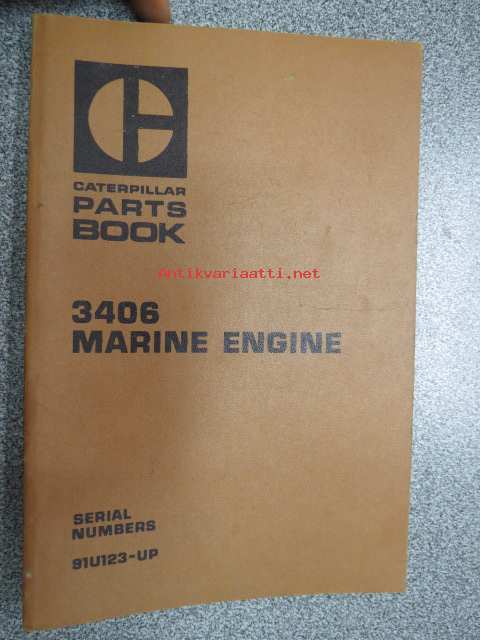 CATERPILLAR
PARTS
BOOK
Antikvariaatti.net
3406
MARINE ENGINE
SERIAL
NUMBERS
91U123-UP